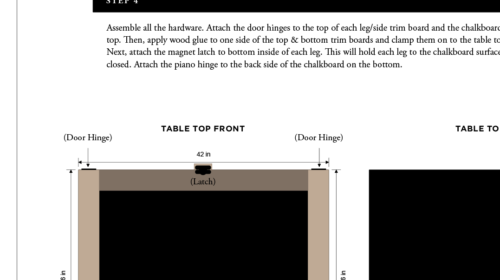 STEP 4
Assemble all the hardware. Attach the door hinges to the top of each leg/side trim board and the chalkboard
top. Then, apply wood glue to one side of the top & bottom trim boards and clamp them on to the table to
Next, attach the magnet latch to bottom inside of each leg. This will hold each leg to the chalkboard surface
closed. Attach the piano hinge to the back side of the chalkboard on the bottom.
TABLE TOP FRONT
TABLE TO
(Door Hinge)
(Door Hinge)
42 in
(Latch)